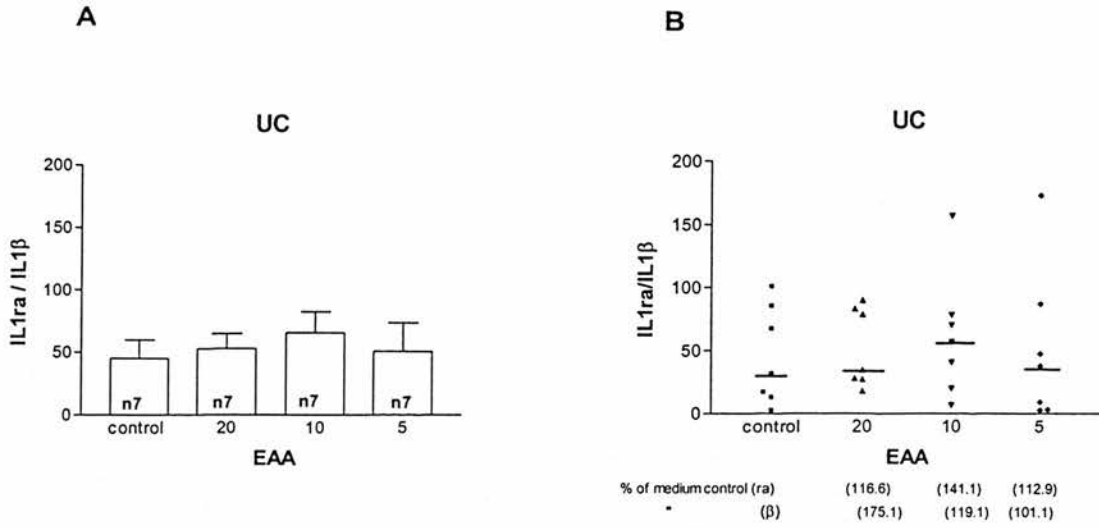 A
UC
200
150
100
50
0
IL1ra / IL1β
n7 n7 n7 n7
control 20 10 5
EAA
B
UC
200
150
100
50
0
IL1ra/IL1β
control 20 10 5
EAA
% of medium control (ra) (116.6) (141.1) (112.9)
" (β) (175.1) (119.1) (101.1)